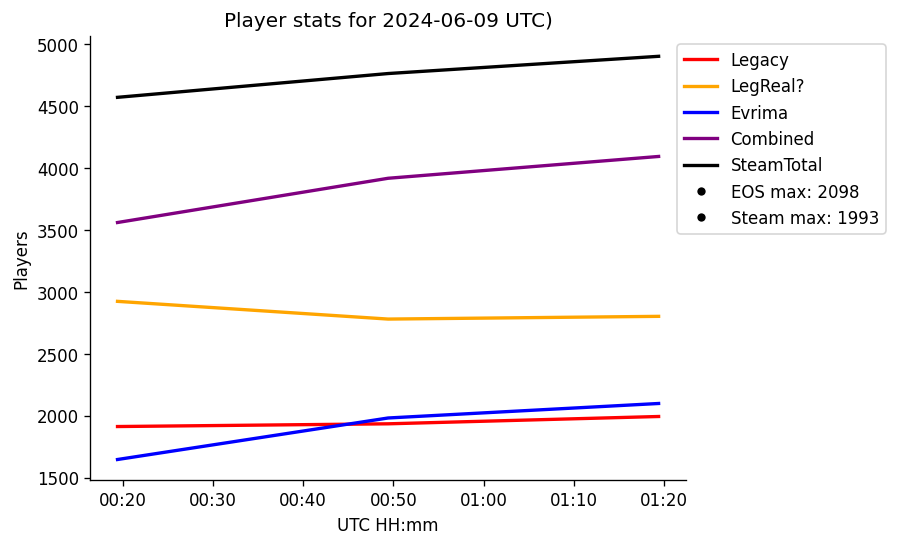 Player stats for 2024-06-09 UTC)
5000
4500
4000
3500
3000
2500
2000
1500
Players
00:20 00:30 00:40 00:50 01:00 01:10 01:20
UTC HH:mm
Legacy
LegReal?
Evrima
Combined
SteamTotal
EOS max: 2098
Steam max: 1993